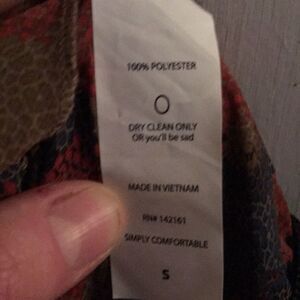 100% POLYESTER
DRY CLEAN ONLY
OR you'll be sad
MADE IN VIETNAM
RN# 142161
SIMPLY COMFORTABLE
S